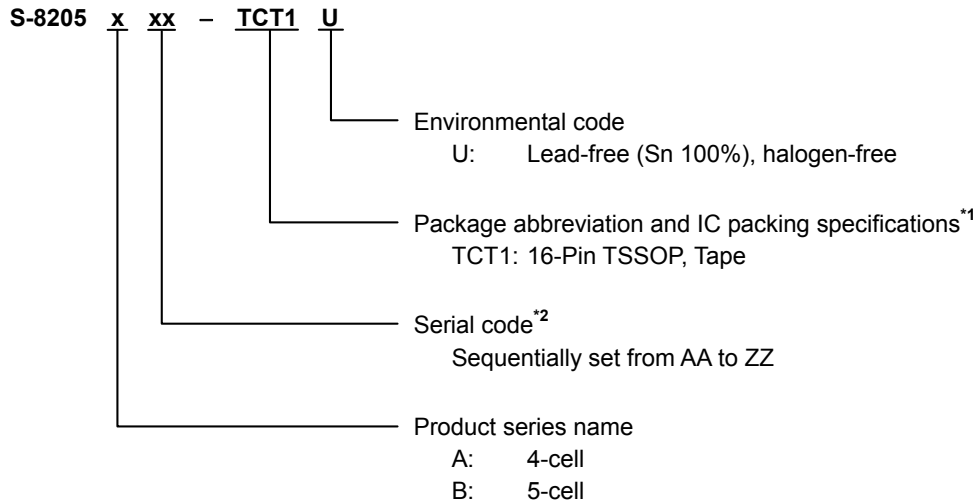 S-8205 x xx – TCT1 U
Environmental code
U: Lead-free (Sn 100%), halogen-free
Package abbreviation and IC packing specifications*1
TCT1: 16-Pin TSSOP, Tape
Serial code*2
Sequentially set from AA to ZZ
Product series name
A: 4-cell
B: 5-cell